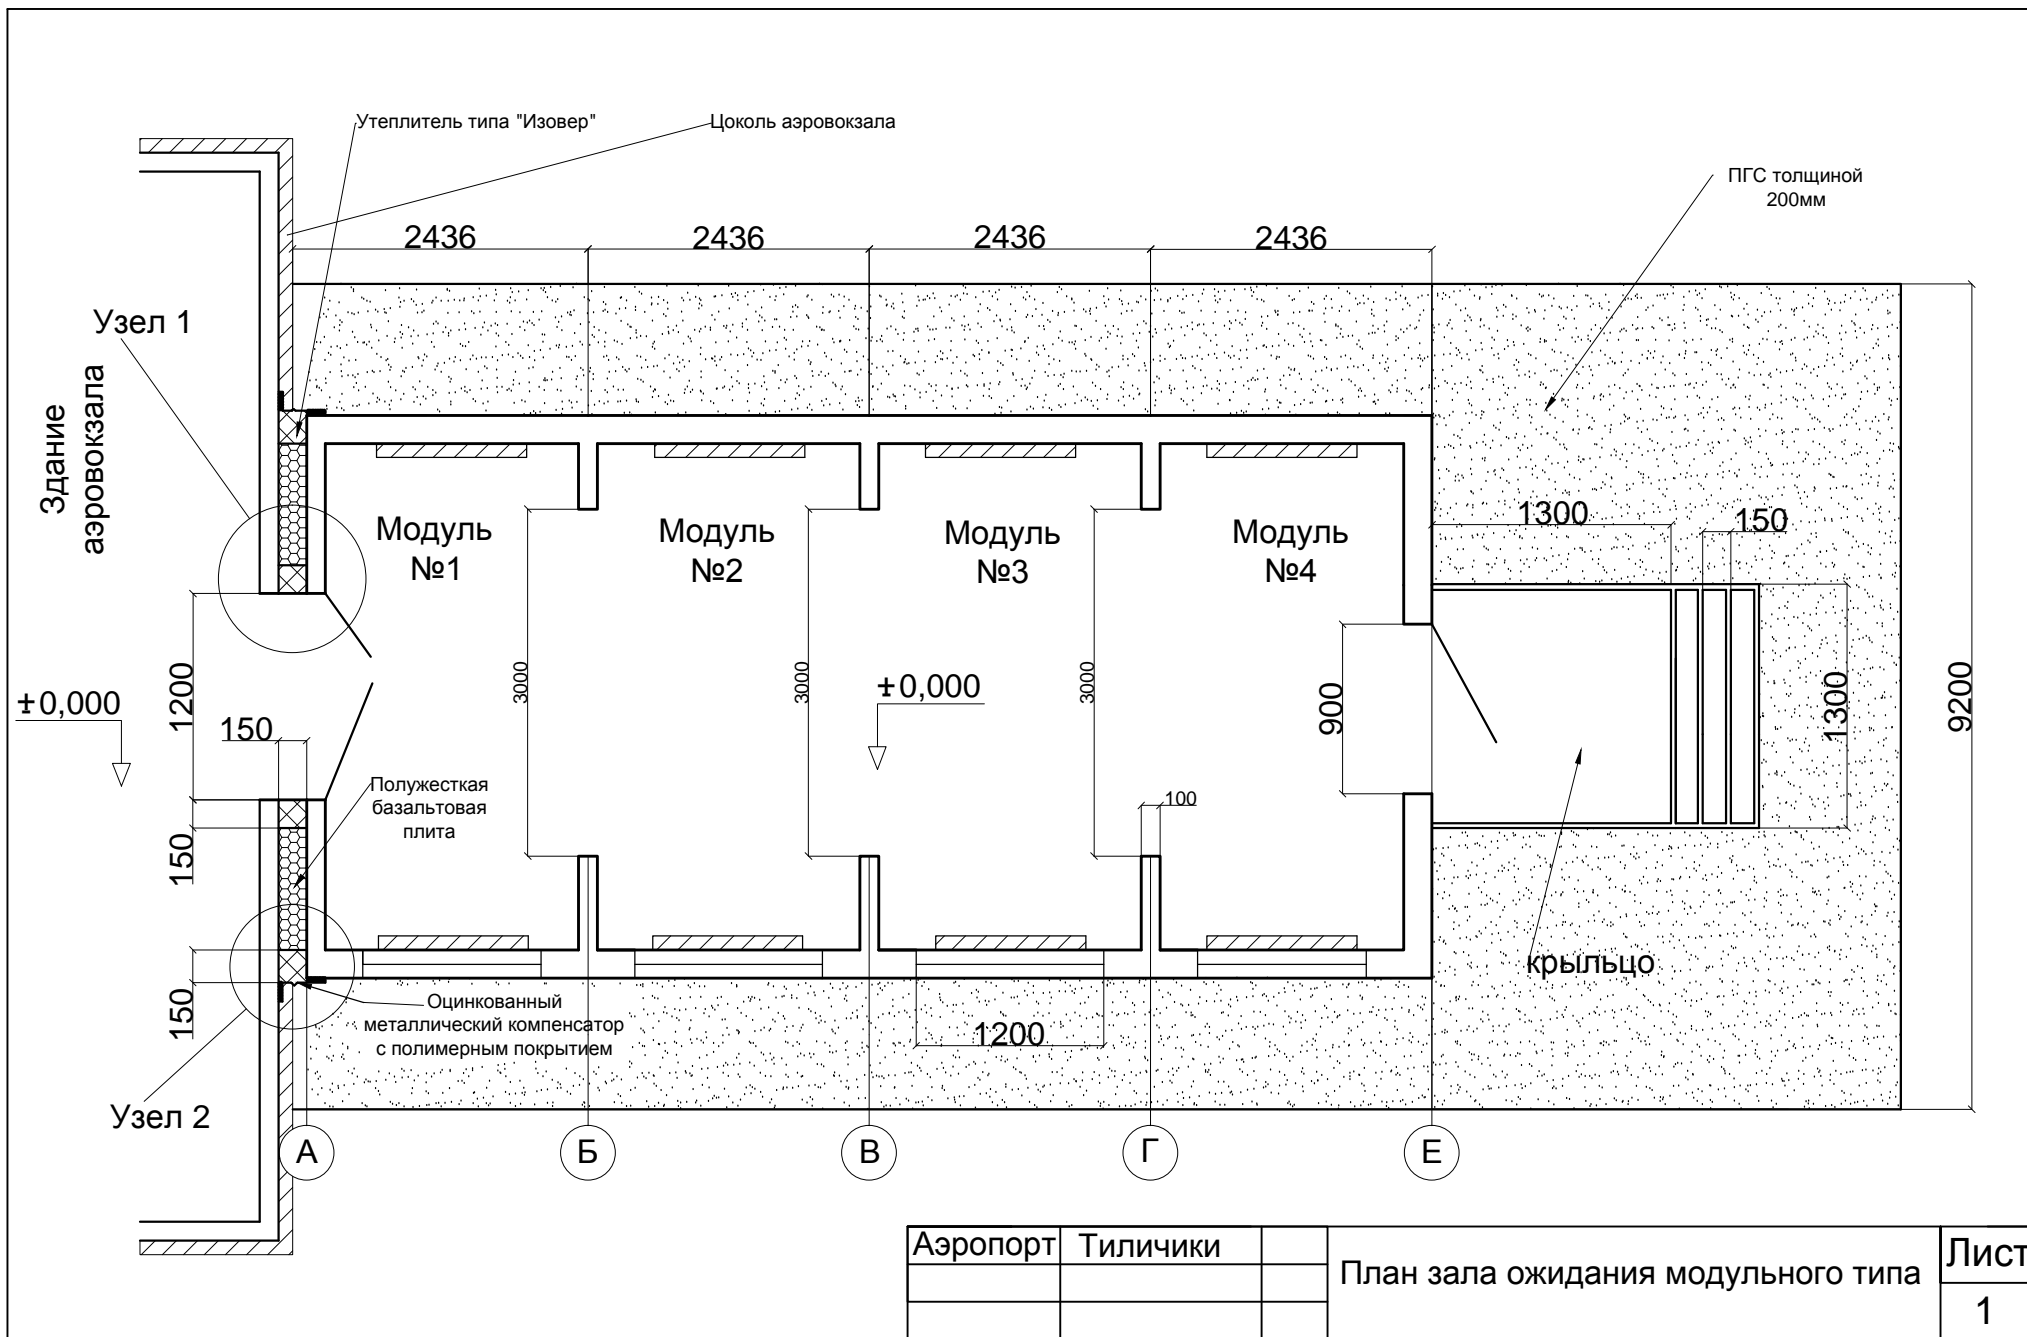 Утеплитель типа "Изовер"
Цоколь аэровокзала
ПГС толщиной
200мм
2436
2436
2436
2436
Узел 1
Здание
аэровокзала
Модуль
№1
Модуль
№2
Модуль
№3
Модуль
№4
1300
150
1200
150
±0,000
3000
3000
3000
±0,000
900
1300
9200
Полужесткая
базальтовая
плита
100
150
150
крыльцо
Оцинкованный
металлический компенсатор
с полимерным покрытием
1200
Узел 2
А
Б
В
Г
Е
Аэропорт
Тиличики
План зала ожидания модульного типа
Лист
1